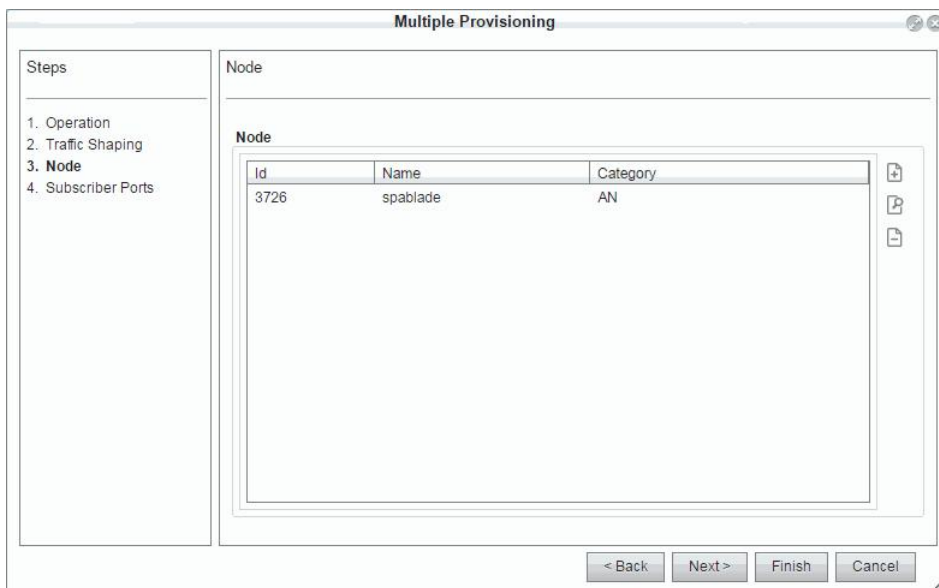 Multiple Provisioning
Steps
1. Operation
2. Traffic Shaping
3. Node
4. Subscriber Ports
Node
Node
Id Name Category
3726 spablade AN
< Back Next > Finish Cancel